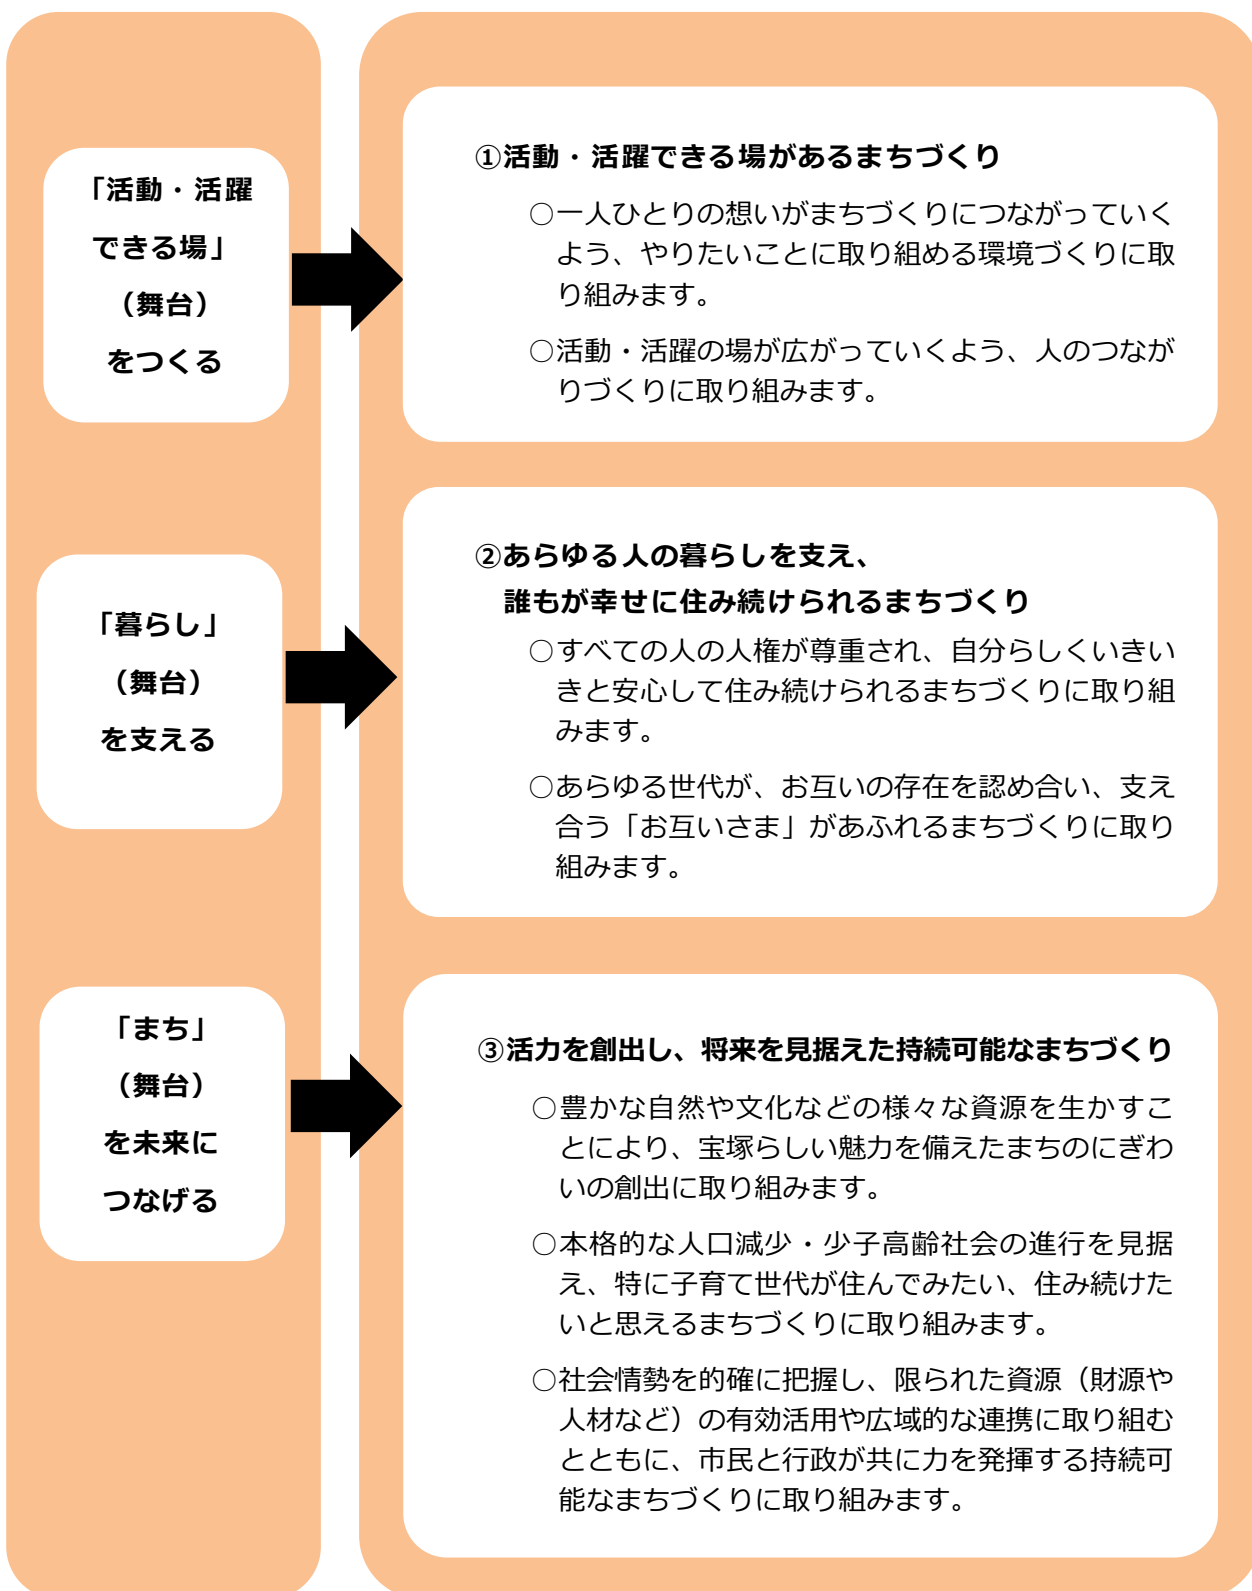 「活動・活躍
できる場」
（舞台）
をつくる
①活動・活躍できる場があるまちづくり
○一人ひとりの想いがまちづくりにつながっていく
よう、やりたいことに取り組める環境づくりに取
り組みます。
○活動・活躍の場が広がっていくよう、人のつなが
りづくりに取り組みます。
「暮らし」
（舞台）
を支える
②あらゆる人の暮らしを支え、
誰もが幸せに住み続けられるまちづくり
○すべての人の人権が尊重され、自分らしくいきい
きと安心して住み続けられるまちづくりに取り組
みます。
○あらゆる世代が、お互いの存在を認め合い、支え
合う「お互いさま」があふれるまちづくりに取り
組みます。
「まち」
（舞台）
を未来に
つなげる
③活力を創出し、将来を見据えた持続可能なまちづくり
○豊かな自然や文化などの様々な資源を生かすこ
とにより、宝塚らしい魅力を備えたまちのにぎわ
いの創出に取り組みます。
○本格的な人口減少・少子高齢社会の進行を見据
え、特に子育て世代が住んでみたい、住み続けた
いと思えるまちづくりに取り組みます。
○社会情勢を的確に把握し、限られた資源（財源や
人材など）の有効活用や広域的な連携に取り組む
とともに、市民と行政が共に力を発揮する持続可
能なまちづくりに取り組みます。